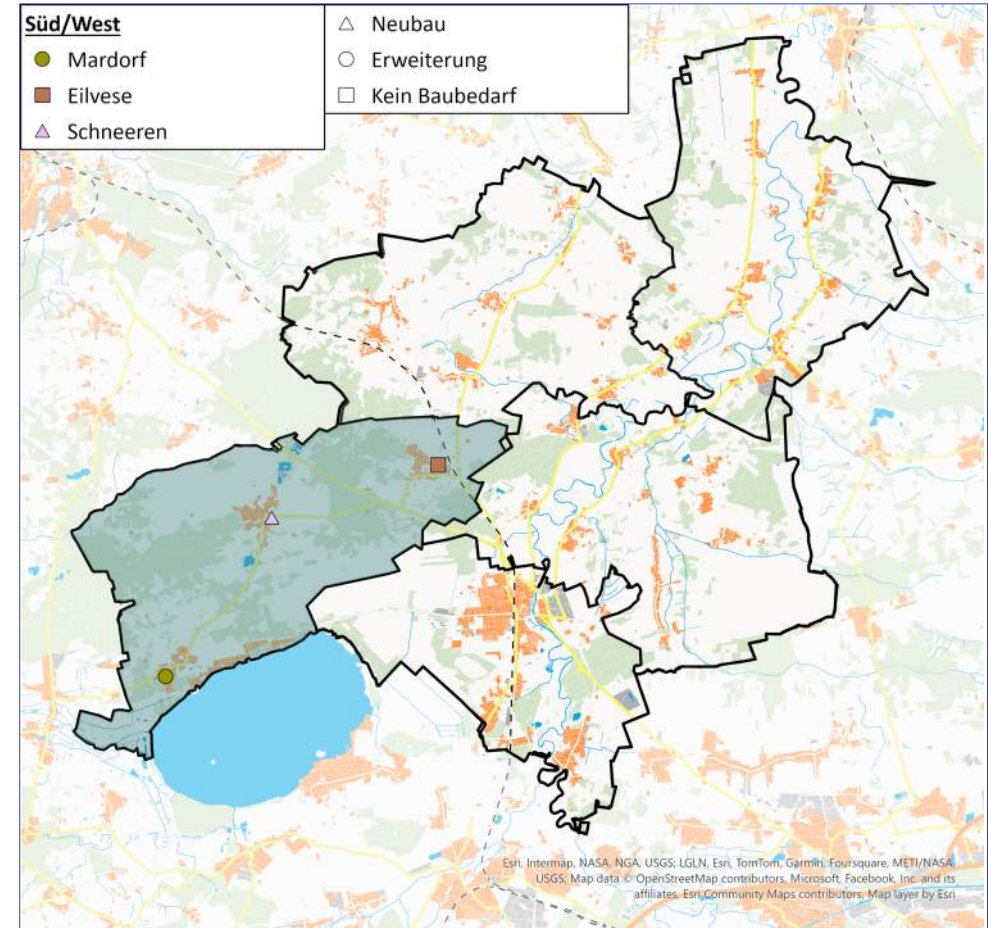 Süd/West
Mardorf
Eilvese
Schneeren
Neubau
Erweiterung
Kein Baubedarf
Esri, Intermap, NASA, NGA, USGS; LGLN, Esri, TomTom, Garmin, Foursquare, METI/NASA,
USGS; Map data © OpenStreetMap contributors, Microsoft, Facebook, Inc. and its
affiliates, Esri Community Maps contributors, Map layer by Esri